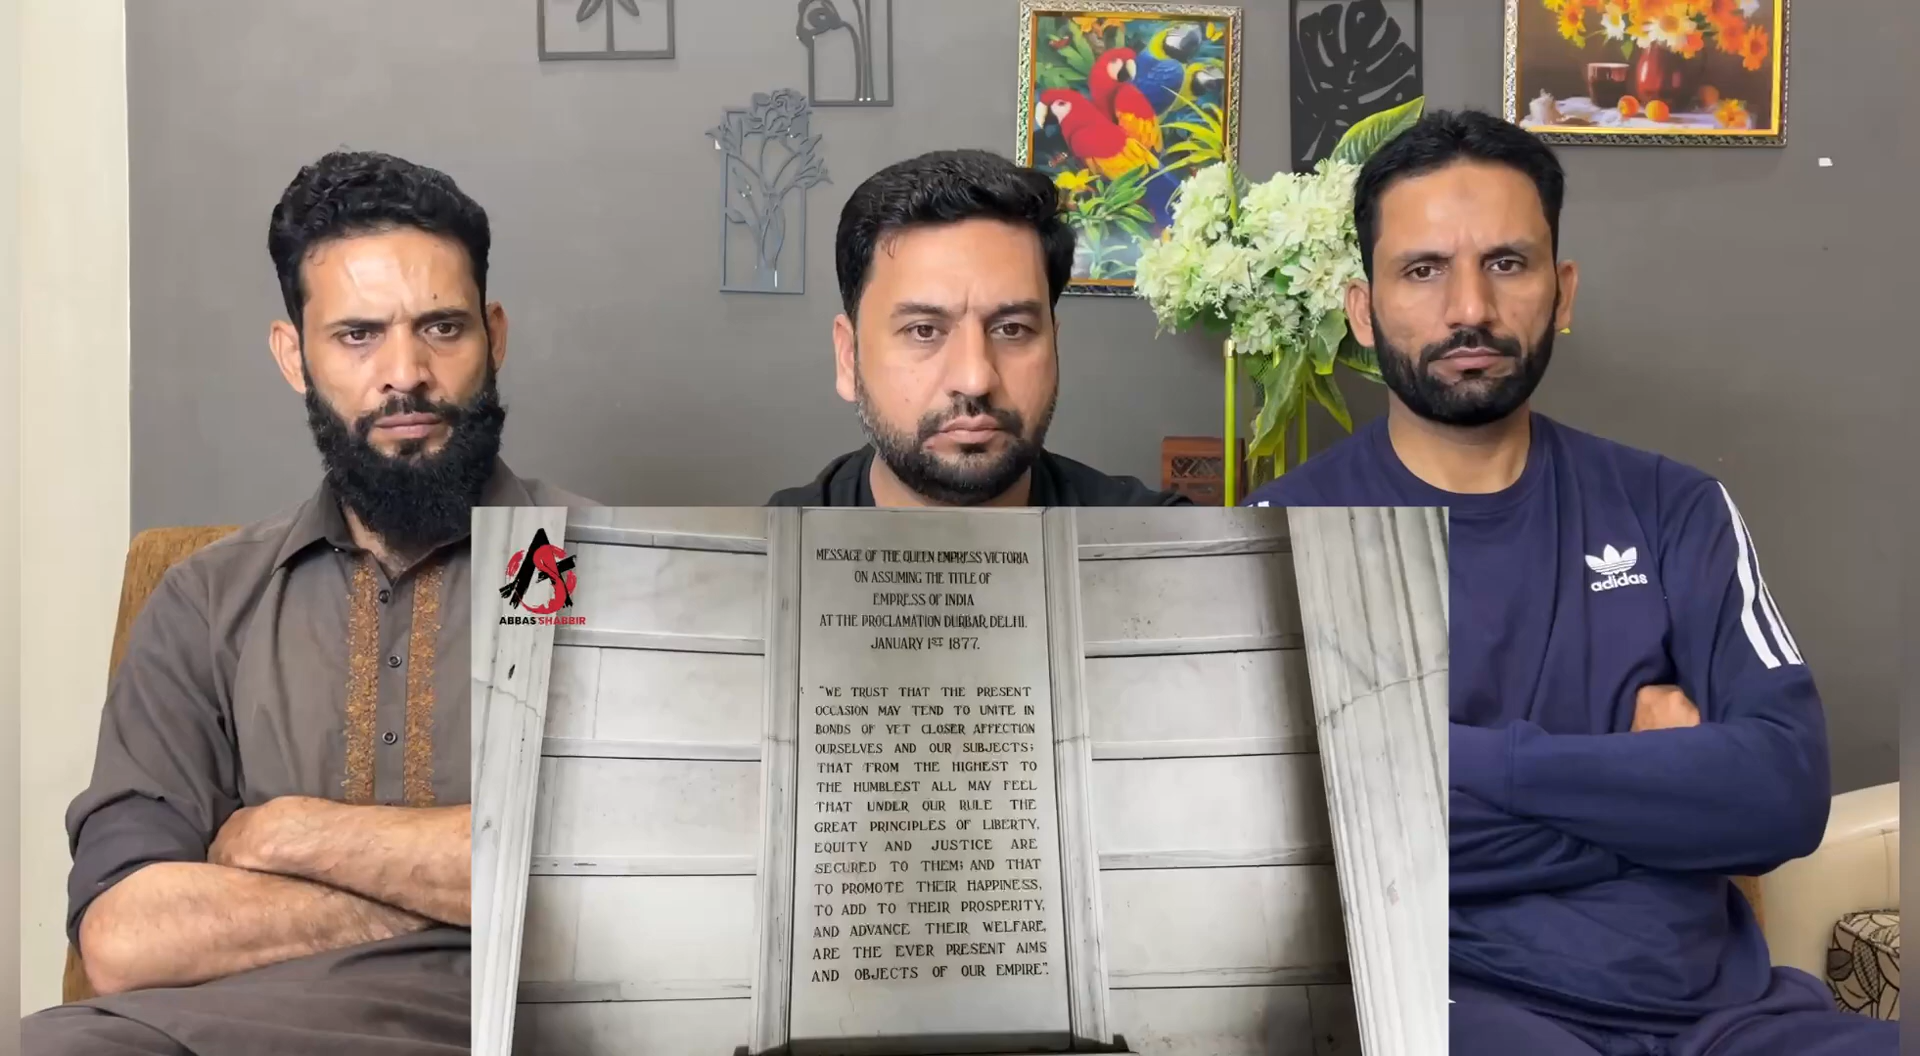 MESSAGE OF THE QUEEN EMPRESS VICTORIA
ON ASSUMING THE TITLE OF
EMPRESS OF INDIA
AT THE PROCLAMATION DURBAR, DELHI.
JANUARY 1ST 1877.
"WE TRUST THAT THE PRESENT
OCCASION MAY TEND TO UNITE IN
BONDS OF YET CLOSER AFFECTION
OURSELVES AND OUR SUBJECTS;
THAT FROM THE HIGHEST TO
THE HUMBLEST ALL MAY FEEL
THAT UNDER OUR RULE THE
GREAT PRINCIPLES OF LIBERTY,
EQUITY AND JUSTICE ARE
SECURED TO THEM; AND THAT
TO PROMOTE THEIR HAPPINESS,
TO ADD TO THEIR PROSPERITY,
AND ADVANCE THEIR WELFARE,
ARE THE EVER PRESENT AIMS
AND OBJECTS OF OUR EMPIRE".
AS
ABBAS SHABBIR
adidas